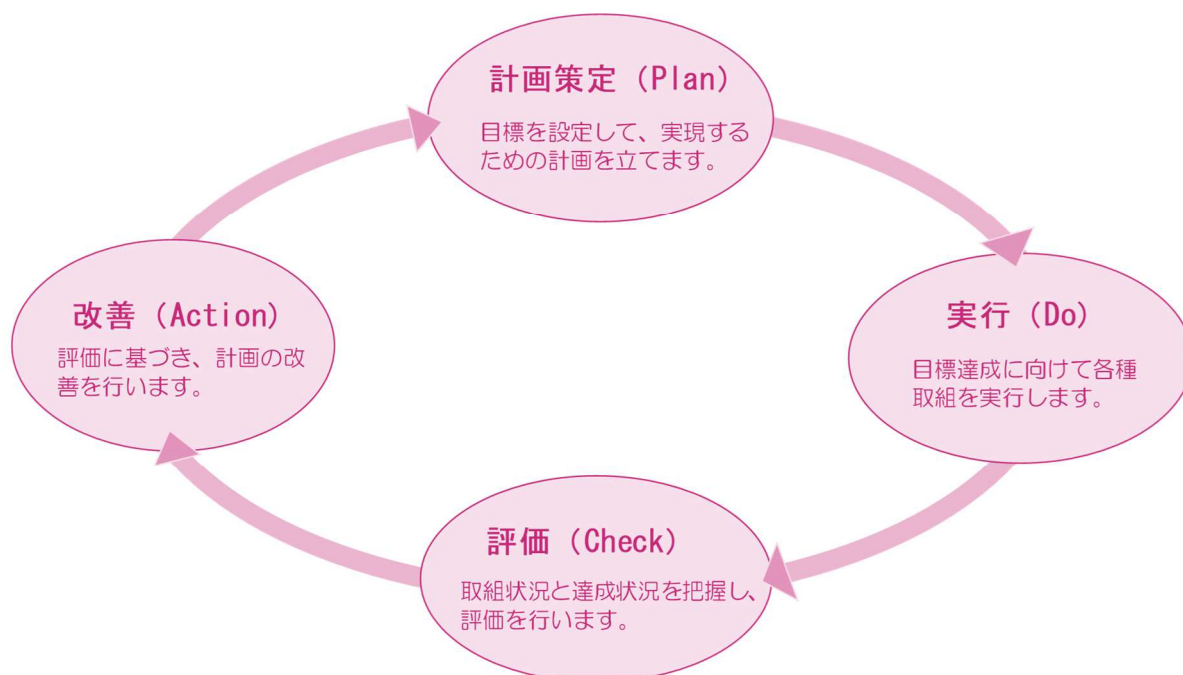 計画策定（Plan）
目標を設定して、実現する
ための計画を立てます。
実行（Do）
目標達成に向けて各種
取組を実行します。
評価（Check）
取組状況と達成状況を把握し、
評価を行います。
改善（Action）
評価に基づき、計画の改
善を行います。